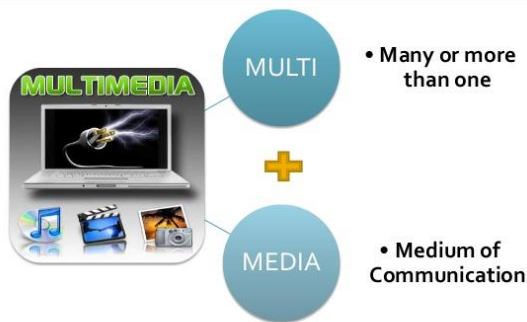 MULTIMEDIA
MULTI
• Many or more
than one
MEDIA
• Medium of
Communication